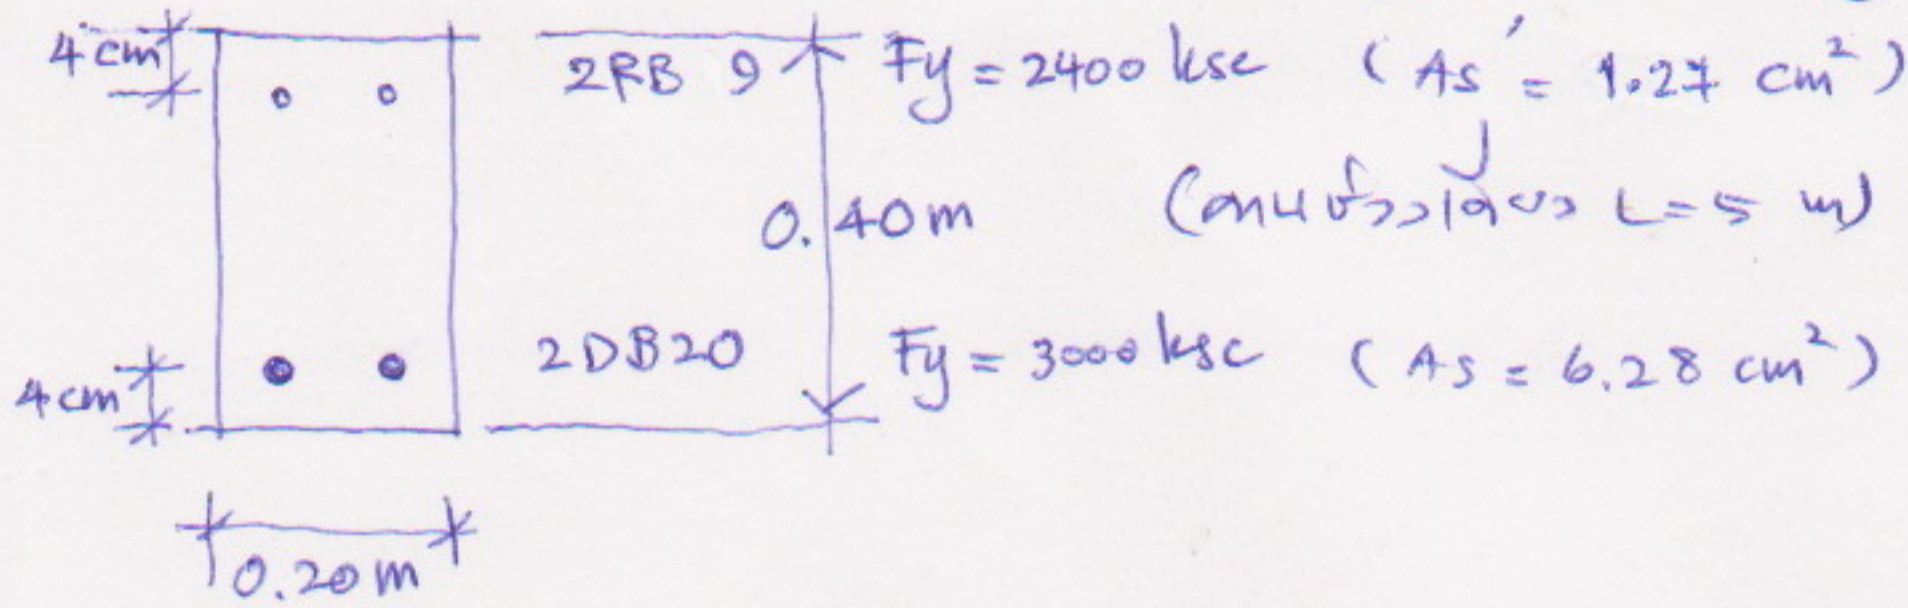 4 cm
2RB 9 Fy = 2400 ksc (As' = 1.27 cm²)
0.40 m (คานช่วงเดียว L = 5 m)
4 cm 2DB20 Fy = 3000 ksc (As = 6.28 cm²)
0.20 m